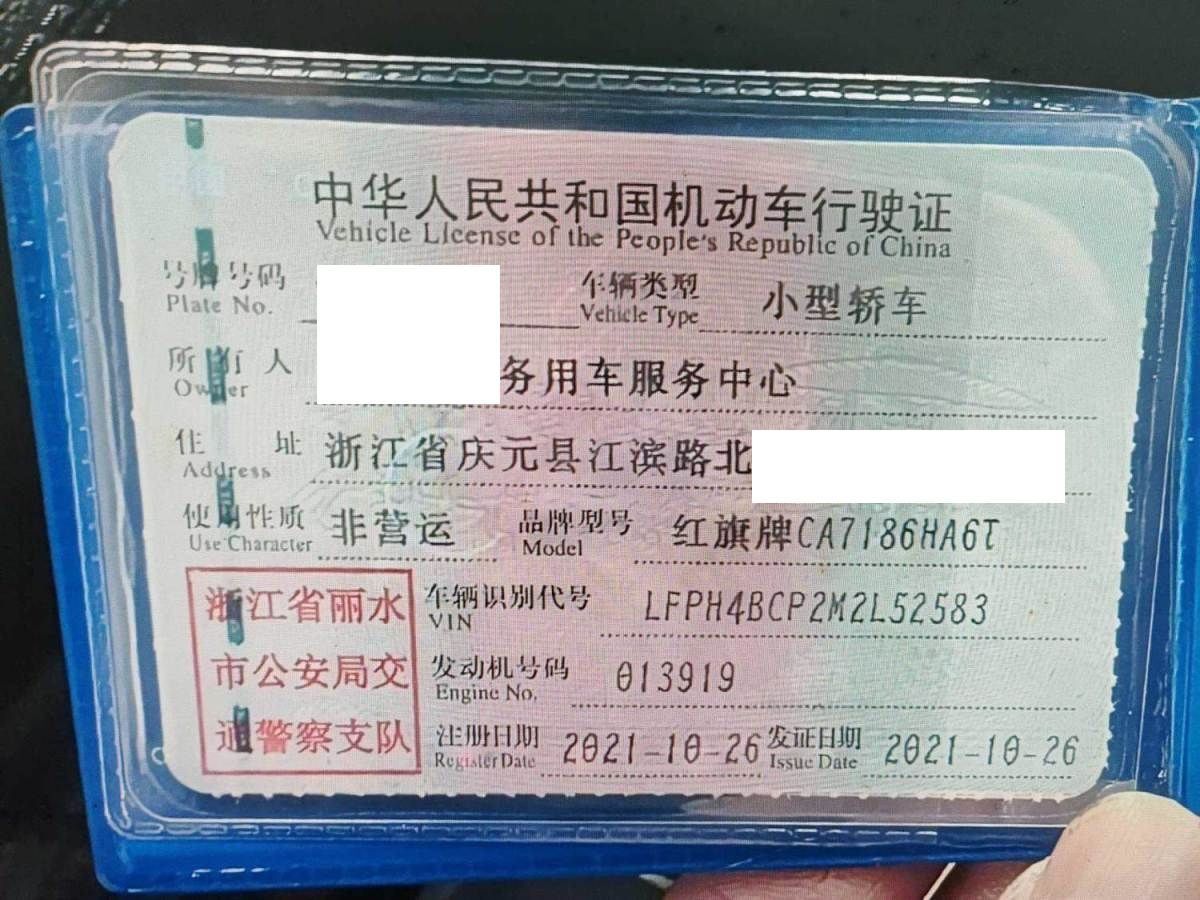 中华人民共和国机动车行驶证
Vehicle License of the People's Republic of China
号牌号码 车辆类型 小型轿车
Plate No. Vehicle Type
所有人 务用车服务中心
Owner
住址 浙江省庆元县江滨路北
Address
使用性质 非营运 品牌型号 红旗牌CA7186HA6T
Use Character Model
浙江省丽水 车辆识别代号 LFPH4BCP2M2L52583
VIN
市公安局交 发动机号码 013919
Engine No.
通警察支队 注册日期 2021-10-26 发证日期 2021-10-26
Register Date Issue Date